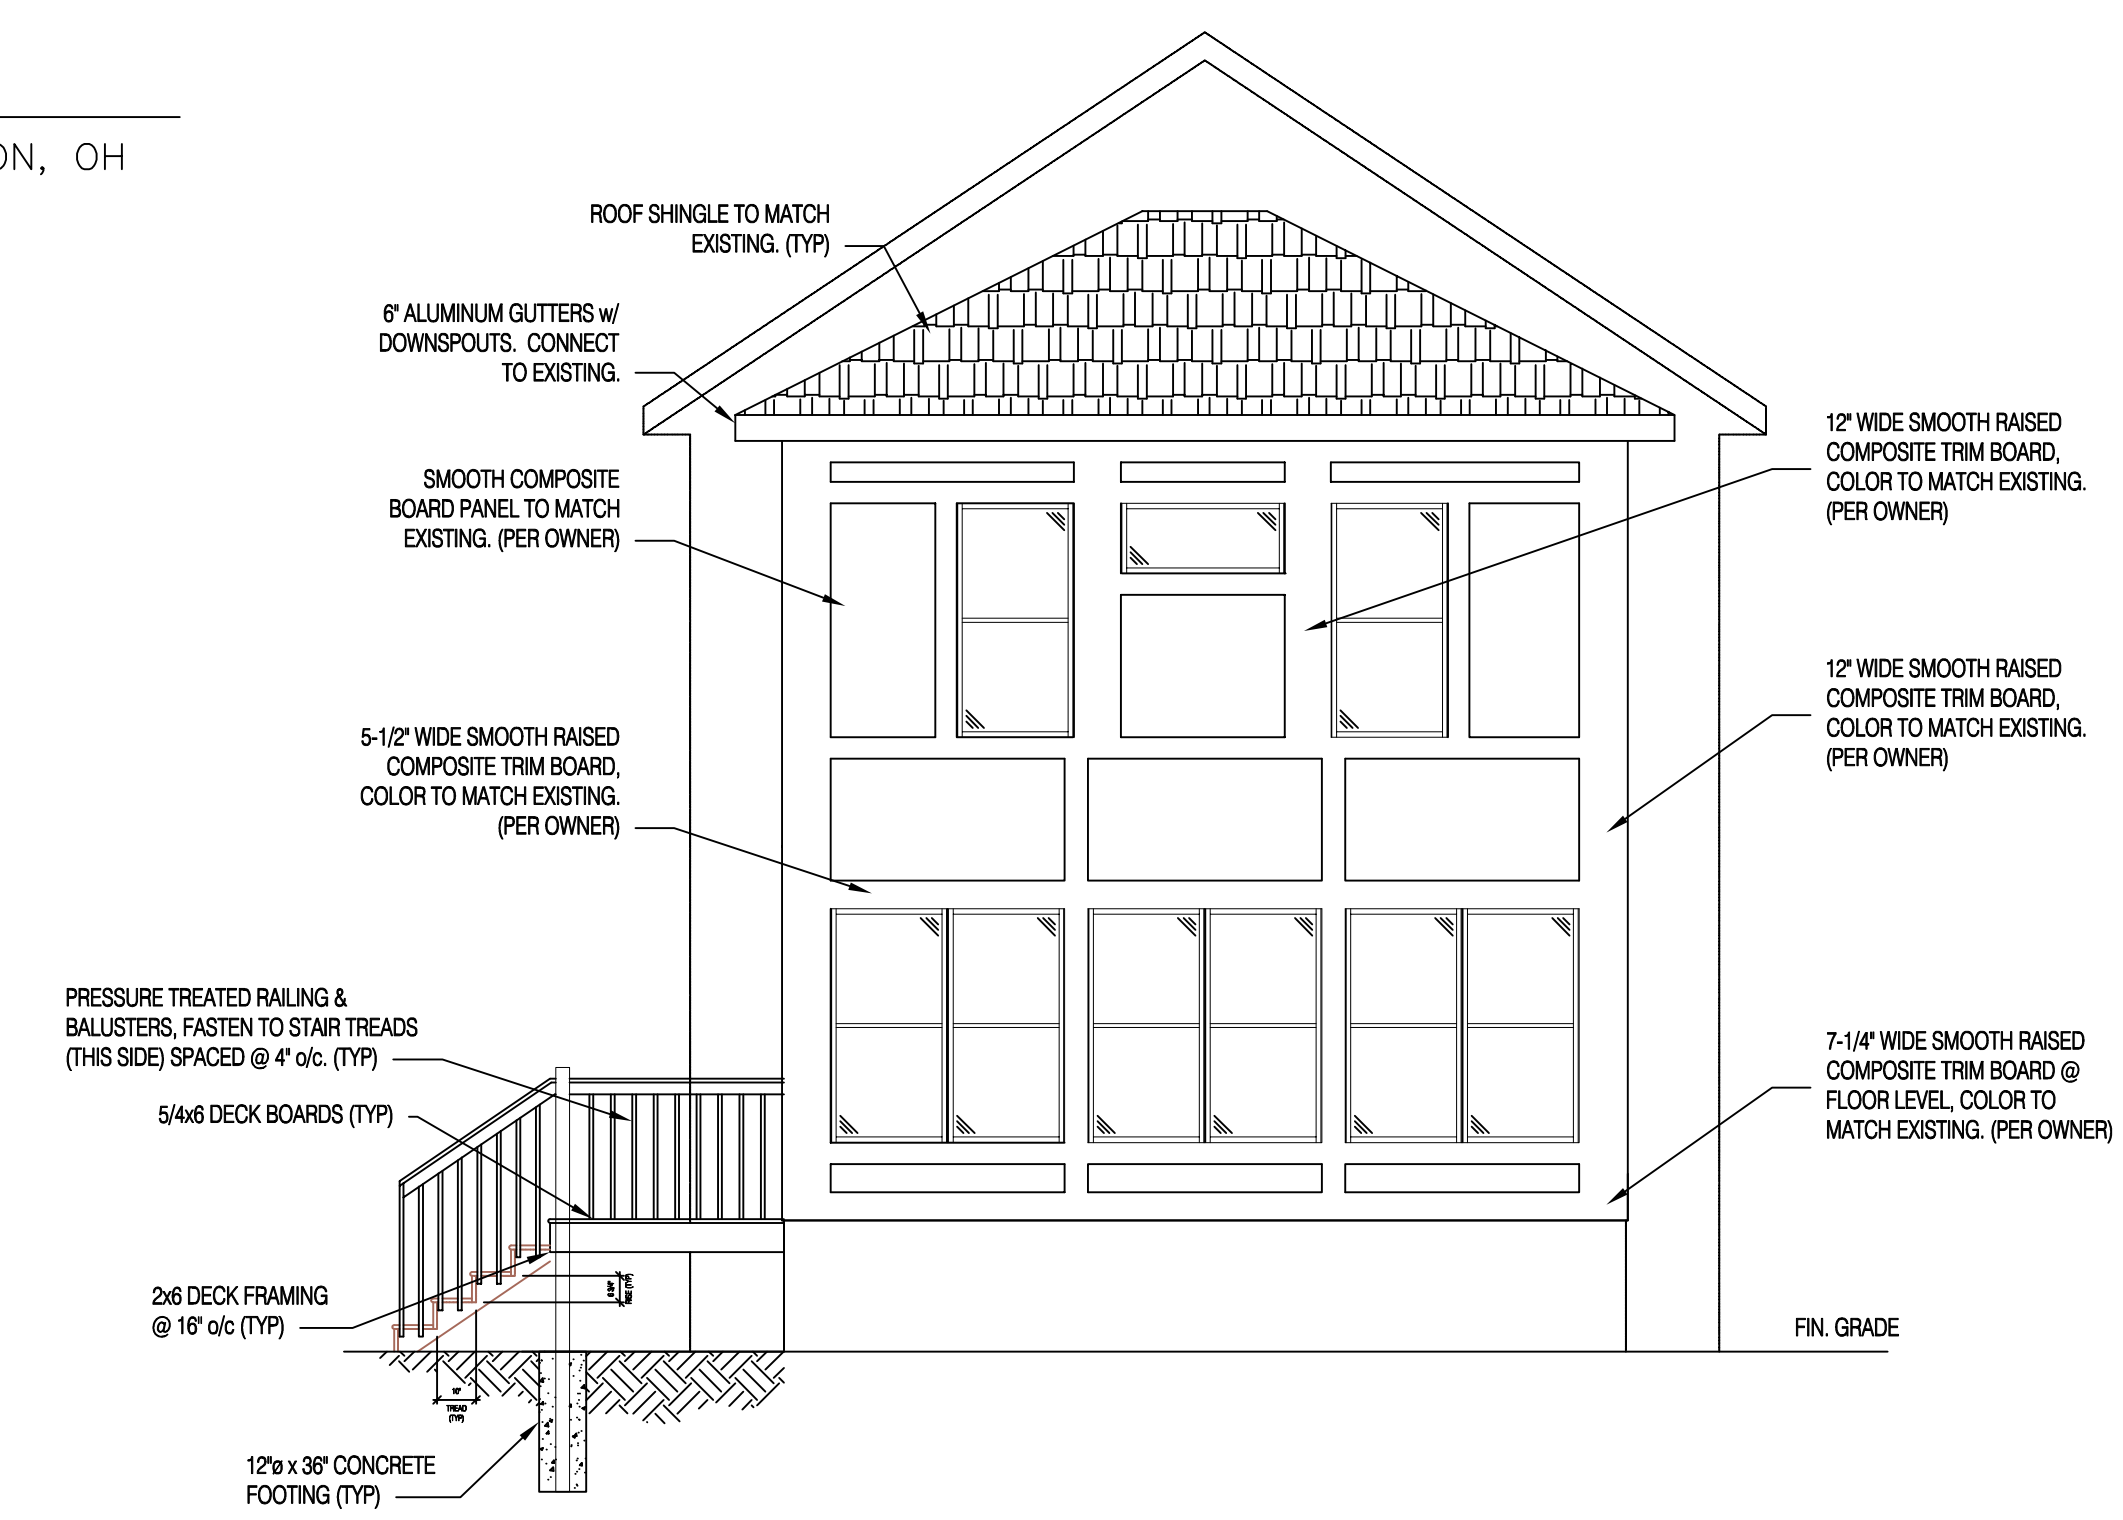 ON, OH
ROOF SHINGLE TO MATCH
EXISTING. (TYP)
6" ALUMINUM GUTTERS w/
DOWNSPOUTS. CONNECT
TO EXISTING.
SMOOTH COMPOSITE
BOARD PANEL TO MATCH
EXISTING. (PER OWNER)
5-1/2" WIDE SMOOTH RAISED
COMPOSITE TRIM BOARD,
COLOR TO MATCH EXISTING.
(PER OWNER)
PRESSURE TREATED RAILING &
BALUSTERS, FASTEN TO STAIR TREADS
(THIS SIDE) SPACED @ 4" o/c. (TYP)
5/4x6 DECK BOARDS (TYP)
2x6 DECK FRAMING
@ 16" o/c (TYP)
6 3/4"
RISE (TYP)
10"
TREAD
(TYP)
12"ø x 36" CONCRETE
FOOTING (TYP)
12" WIDE SMOOTH RAISED
COMPOSITE TRIM BOARD,
COLOR TO MATCH EXISTING.
(PER OWNER)
12" WIDE SMOOTH RAISED
COMPOSITE TRIM BOARD,
COLOR TO MATCH EXISTING.
(PER OWNER)
7-1/4" WIDE SMOOTH RAISED
COMPOSITE TRIM BOARD @
FLOOR LEVEL, COLOR TO
MATCH EXISTING. (PER OWNER)
FIN. GRADE